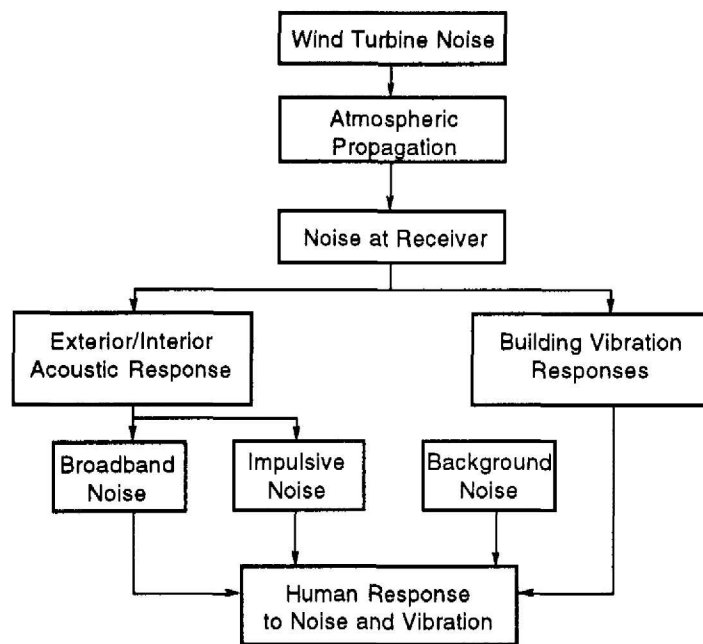 Wind Turbine Noise
Atmospheric
Propagation
Noise at Receiver
Exterior/Interior
Acoustic Response
Building Vibration
Responses
Broadband
Noise
Impulsive
Noise
Background
Noise
Human Response
to Noise and Vibration